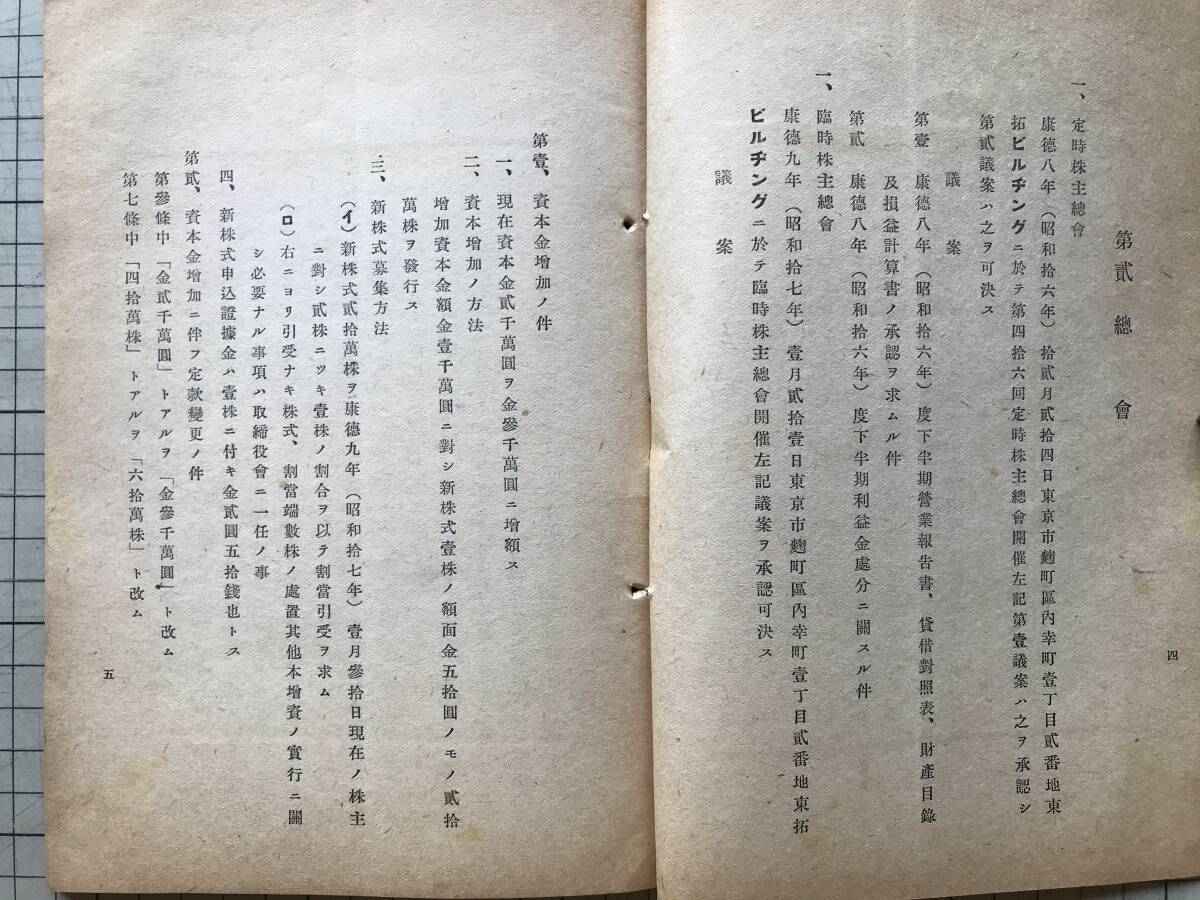 第貳 總會
一、定時株主總會
康德八年（昭和拾六年）拾貳月貳拾四日東京市麴町區內幸町壹丁目貳番地東
拓ビルヂングニ於テ第四拾六回定時株主總會開催左記第壹議案ハ之ヲ承認シ
第貳議案ハ之ヲ可決ス
議案
第壹 康德八年（昭和拾六年）度下半期營業報告書、貸借對照表、財產目錄
及損益計算書ノ承認ヲ求ムル件
第貳 康德八年（昭和拾六年）度下半期利益金處分ニ關スル件
一、臨時株主總會
康德九年（昭和拾七年）壹月貳拾壹日東京市麴町區內幸町壹丁目貳番地東拓
ビルヂングニ於テ臨時株主總會開催左記議案ヲ承認可決ス
議案
四
第壹、資本金增加ノ件
一、現在資本金貳千萬圓ヲ金參千萬圓ニ增額ス
二、資本增加ノ方法
增加資本金額金壹千萬圓ニ對シ新株式壹株ノ額面金五拾圓ノモノ貳拾
萬株ヲ發行ス
三、新株式募集方法
（イ）新株式貳拾萬株ヲ康德九年（昭和拾七年）壹月參拾日現在ノ株主
ニ對シ貳株ニツキ壹株ノ割合ヲ以テ割當引受ヲ求ム
（ロ）右ニヨリ引受ナキ株式、割當端數株ノ處置其他本增資ノ實行ニ關
シ必要ナル事項ハ取締役會ニ一任ノ事
四、新株式申込證據金ハ壹株ニ付キ金貳圓五拾錢也トス
第貳、資本金增加ニ伴フ定款變更ノ件
第參條中「金貳千萬圓」トアルヲ「金參千萬圓」ト改ム
第七條中「四拾萬株」トアルヲ「六拾萬株」ト改ム
五